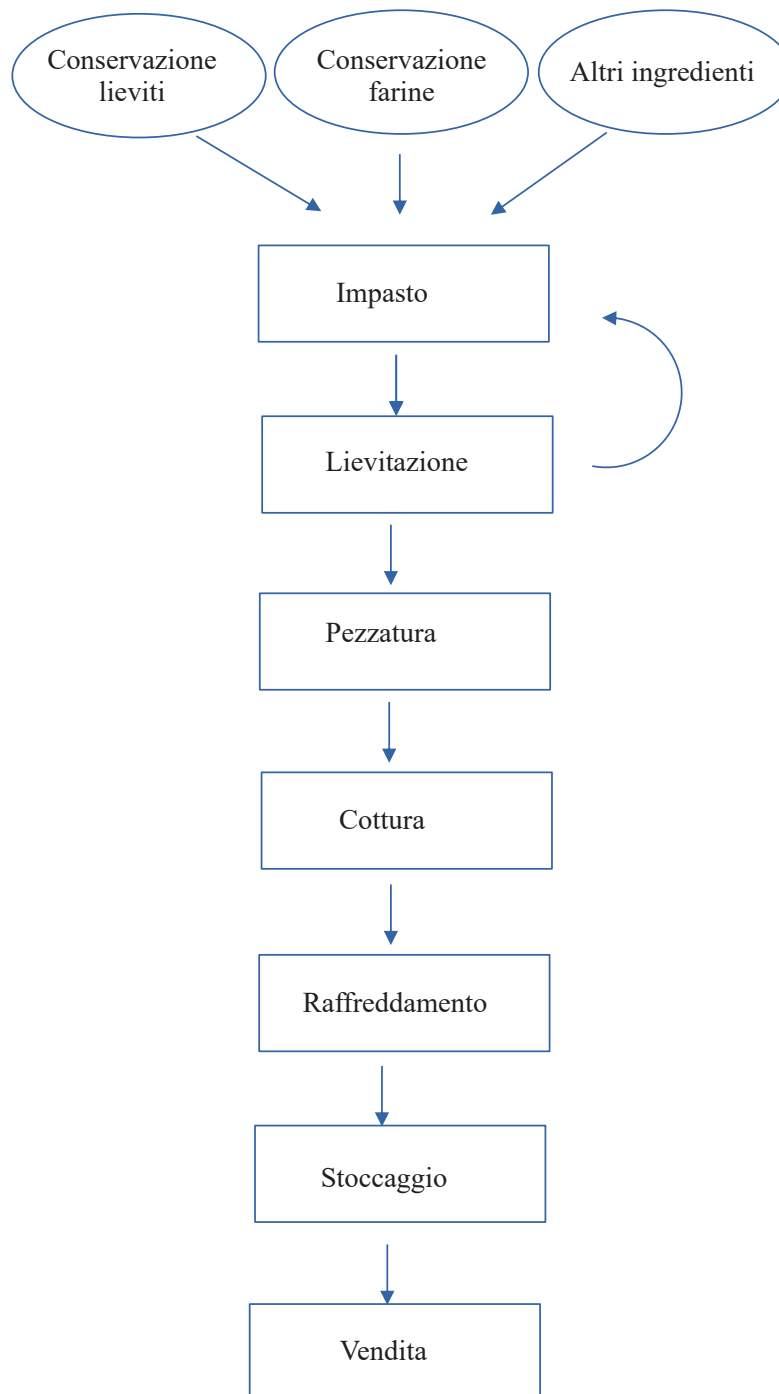 Conservazione
lieviti
Conservazione
farine
Altri ingredienti
Impasto
Lievitazione
Pezzatura
Cottura
Raffreddamento
Stoccaggio
Vendita